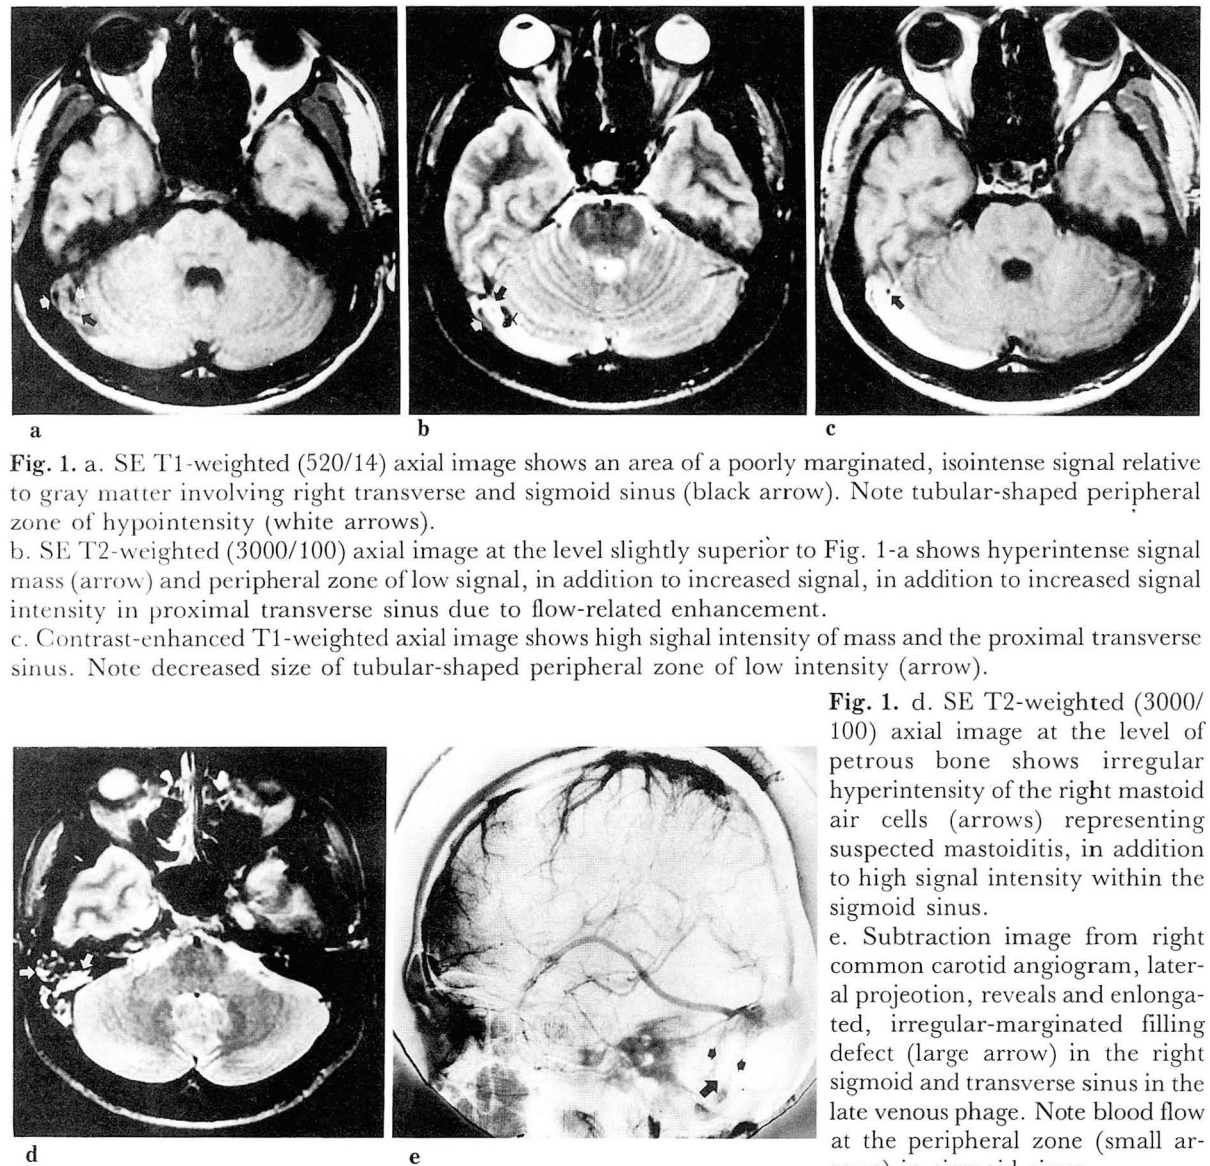 a
b
c
Fig. 1. a. SE T1-weighted (520/14) axial image shows an area of a poorly marginated, isointense signal relative
to gray matter involving right transverse and sigmoid sinus (black arrow). Note tubular-shaped peripheral
zone of hypointensity (white arrows).
b. SE T2-weighted (3000/100) axial image at the level slightly superior to Fig. 1-a shows hyperintense signal
mass (arrow) and peripheral zone of low signal, in addition to increased signal, in addition to increased signal
intensity in proximal transverse sinus due to flow-related enhancement.
c. Contrast-enhanced T1-weighted axial image shows high sighal intensity of mass and the proximal transverse
sinus. Note decreased size of tubular-shaped peripheral zone of low intensity (arrow).
Fig. 1. d. SE T2-weighted (3000/
100) axial image at the level of
petrous bone shows irregular
hyperintensity of the right mastoid
air cells (arrows) representing
suspected mastoiditis, in addition
to high signal intensity within the
sigmoid sinus.
e. Subtraction image from right
common carotid angiogram, later-
al projeotion, reveals and enlonga-
ted, irregular-marginated filling
defect (large arrow) in the right
sigmoid and transverse sinus in the
late venous phage. Note blood flow
at the peripheral zone (small ar-
d
e